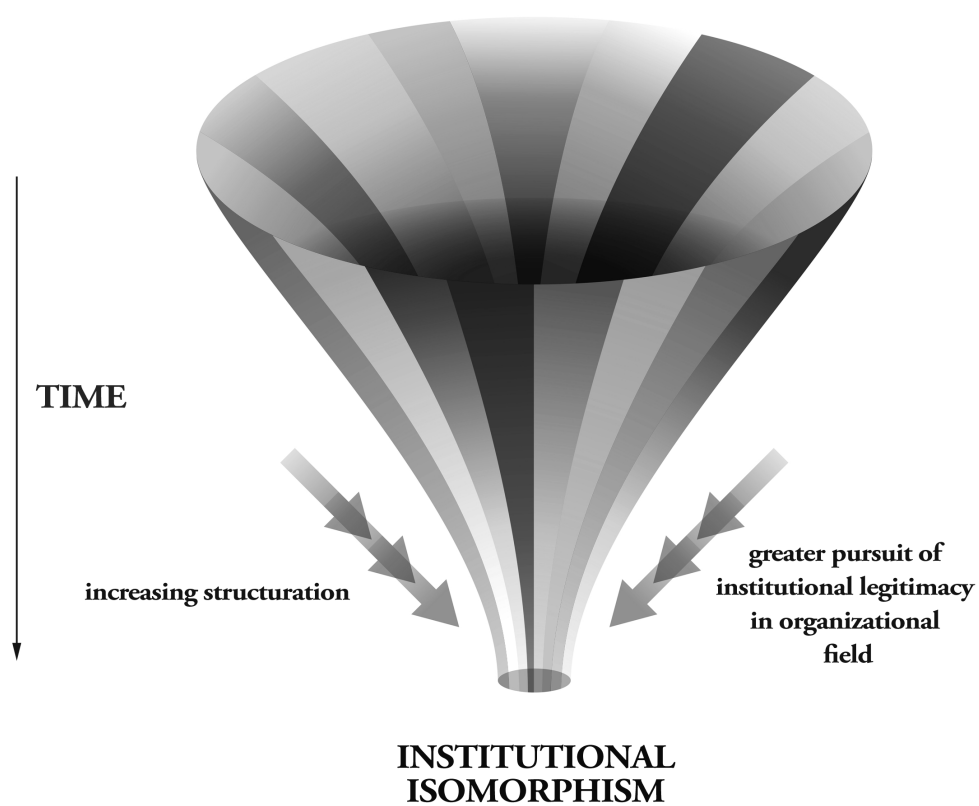 TIME
increasing structuration
greater pursuit of
institutional legitimacy
in organizational
field
INSTITUTIONAL
ISOMORPHISM